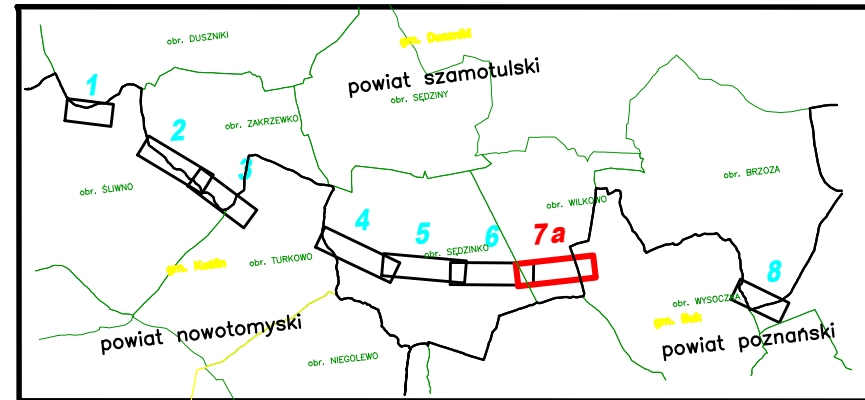 obr. DUSZNIKI
gm. Duszniki
powiat szamotulski
1
obr. SĘDZINY
obr. ZAKRZEWKO
2
3
obr. BRZOZA
obr. ŚLIWNO
obr. WILKOWO
4
5
6
7a
obr. SĘDZINKO
obr. TURKOWO
gm. Kuślin
8
obr. WYSOCZKA
gm. Buk
powiat nowotomyski
powiat poznański
obr. NIEGOLEWO